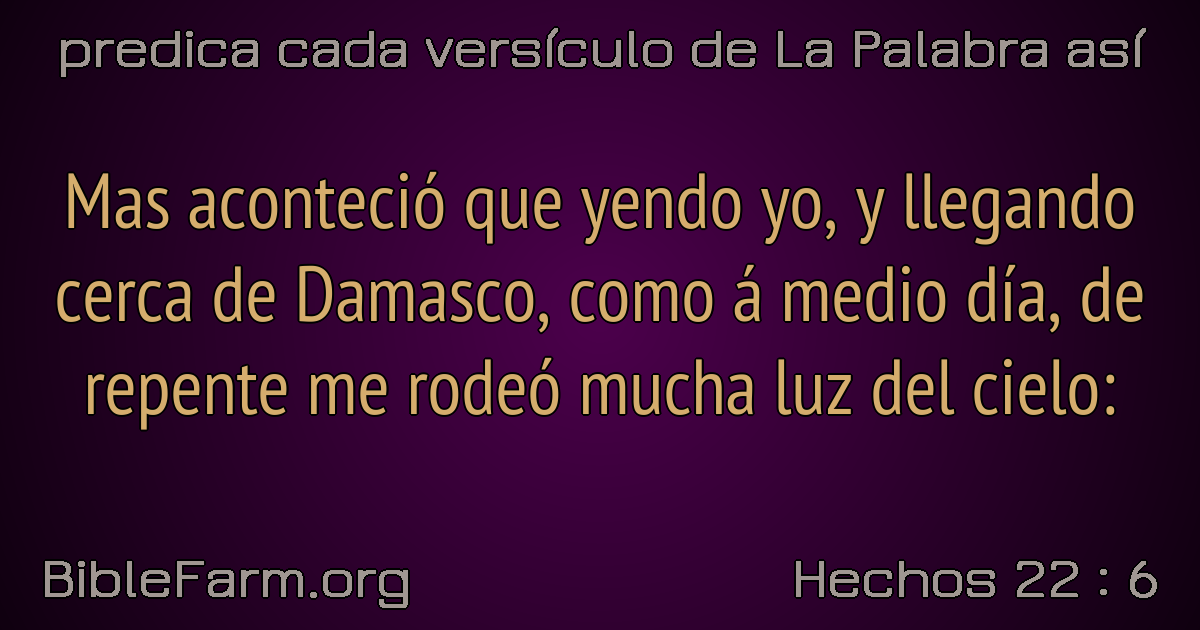 predica cada versículo de La Palabra así
Mas aconteció que yendo yo, y llegando
cerca de Damasco, como á medio día, de
repente me rodeó mucha luz del cielo:
BibleFarm.org
Hechos 22 : 6